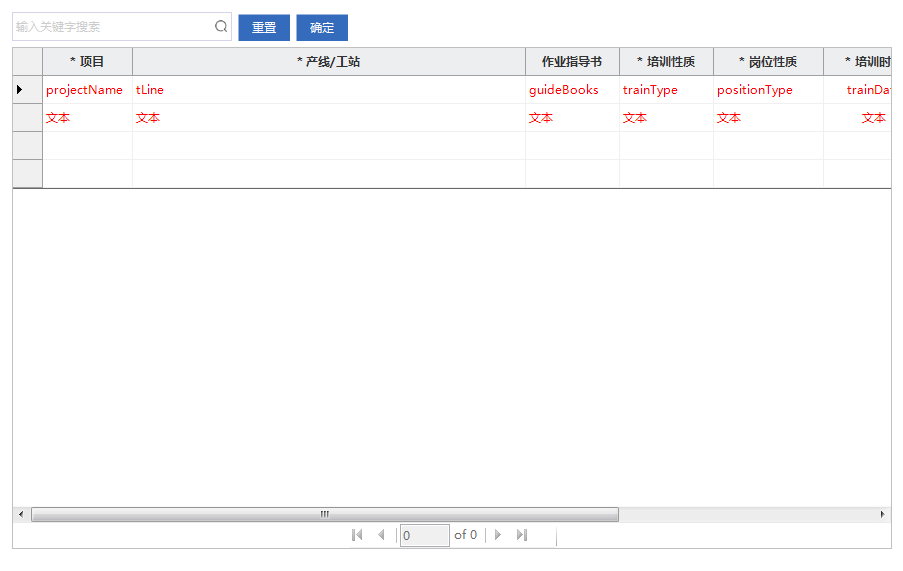 输入关键字搜索 重置 确定
* 项目 * 产线/工站 作业指导书 * 培训性质 * 岗位性质 * 培训时
projectName tLine guideBooks trainType positionType trainDa
文本 文本 文本 文本 文本 文本
0 of 0